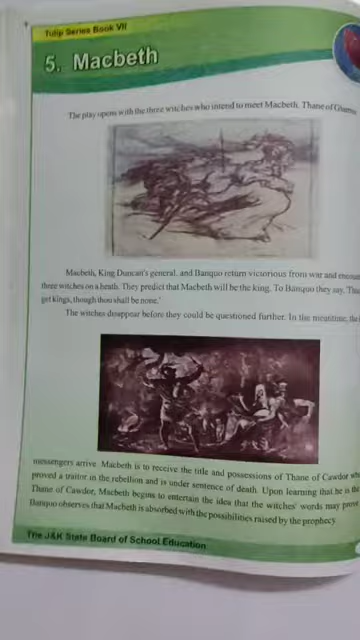 Tulip Series Book VII
5. Macbeth
The play opens with the three witches who intend to meet Macbeth. Thane of Glamis
Macbeth, King Duncan's general, and Banquo return victorious from war and
three witches on a heath. They predict that Macbeth will be the king. To Banquo they say,
get kings, though thou shall be none.'
The witches disappear before they could be questioned further. In the meantime, the
messengers arrive. Macbeth is to receive the title and possessions of Thane of Cawdor
proved a traitor in the rebellion and is under sentence of death. Upon learning that he is the
Thane of Cawdor, Macbeth begins to entertain the idea that the witches' words may prove
Banquo observes that Macbeth is absorbed with the possibilities raised by the prophecy.
The J&K State Board of School Education